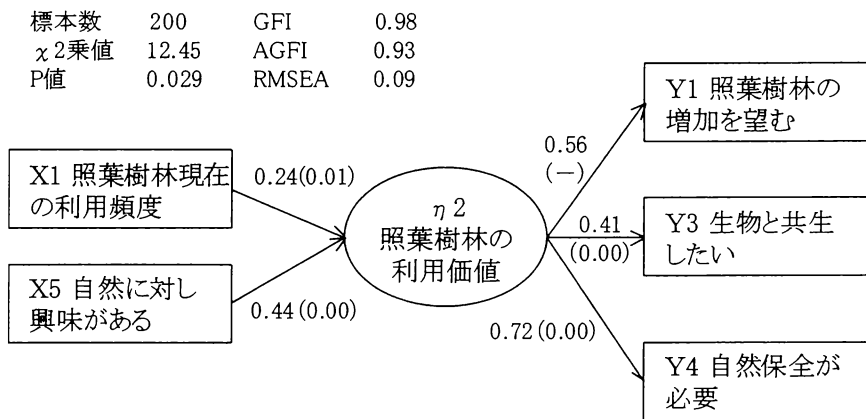 標本数 200 GFI 0.98
χ2乗値 12.45 AGFI 0.93
P値 0.029 RMSEA 0.09
X1 照葉樹林現在
の利用頻度
0.24(0.01)
X5 自然に対し
興味がある
0.44(0.00)
η2
照葉樹林の
利用価値
0.56
(−)
Y1 照葉樹林の
増加を望む
0.41
(0.00)
Y3 生物と共生
したい
0.72(0.00)
Y4 自然保全が
必要